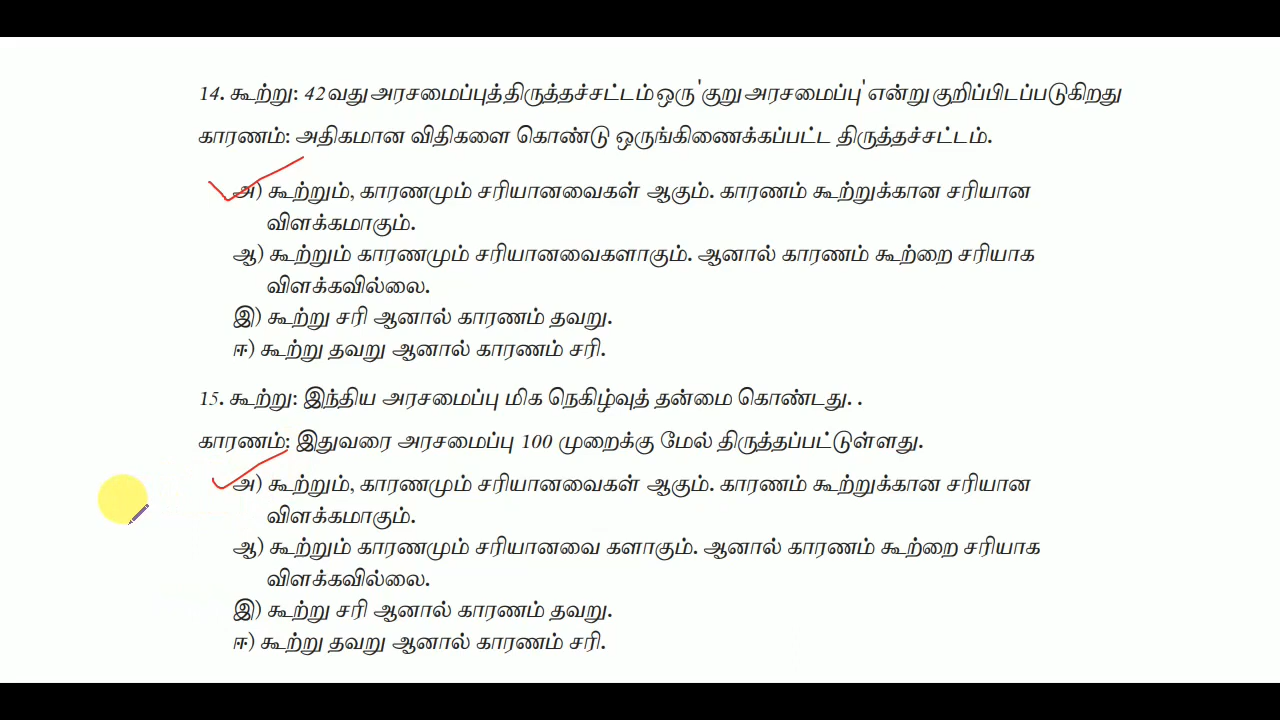 14. கூற்று: 42வது அரசமைப்புத்திருத்தச்சட்டம் ஒரு 'குறு அரசமைப்பு' என்று குறிப்பிடப்படுகிறது
காரணம்: அதிகமான விதிகளை கொண்டு ஒருங்கிணைக்கப்பட்ட திருத்தச்சட்டம்.
அ) கூற்றும், காரணமும் சரியானவைகள் ஆகும். காரணம் கூற்றுக்கான சரியான
விளக்கமாகும்.
ஆ) கூற்றும் காரணமும் சரியானவைகளாகும். ஆனால் காரணம் கூற்றை சரியாக
விளக்கவில்லை.
இ) கூற்று சரி ஆனால் காரணம் தவறு.
ஈ) கூற்று தவறு ஆனால் காரணம் சரி.
15. கூற்று: இந்திய அரசமைப்பு மிக நெகிழ்வுத் தன்மை கொண்டது. .
காரணம்: இதுவரை அரசமைப்பு 100 முறைக்கு மேல் திருத்தப்பட்டுள்ளது.
அ) கூற்றும், காரணமும் சரியானவைகள் ஆகும். காரணம் கூற்றுக்கான சரியான
விளக்கமாகும்.
ஆ) கூற்றும் காரணமும் சரியானவை களாகும். ஆனால் காரணம் கூற்றை சரியாக
விளக்கவில்லை.
இ) கூற்று சரி ஆனால் காரணம் தவறு.
ஈ) கூற்று தவறு ஆனால் காரணம் சரி.